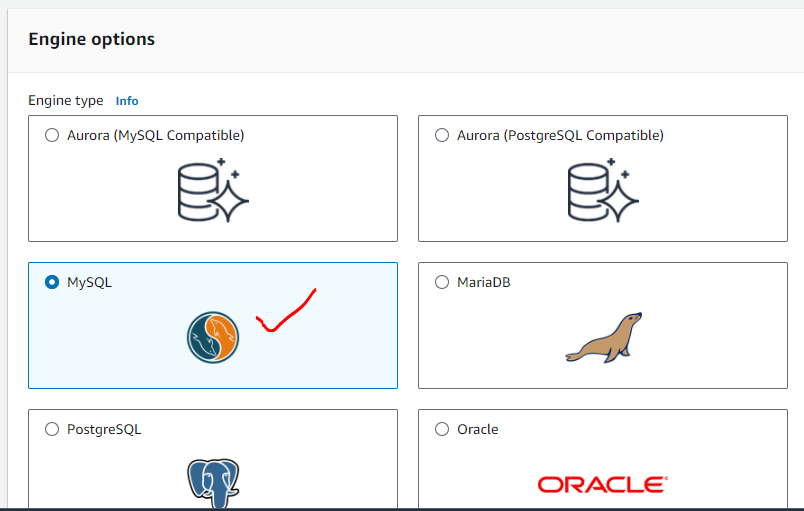 Engine options
Engine type Info
Aurora (MySQL Compatible)
Aurora (PostgreSQL Compatible)
MySQL
MariaDB
PostgreSQL
Oracle
ORACLE